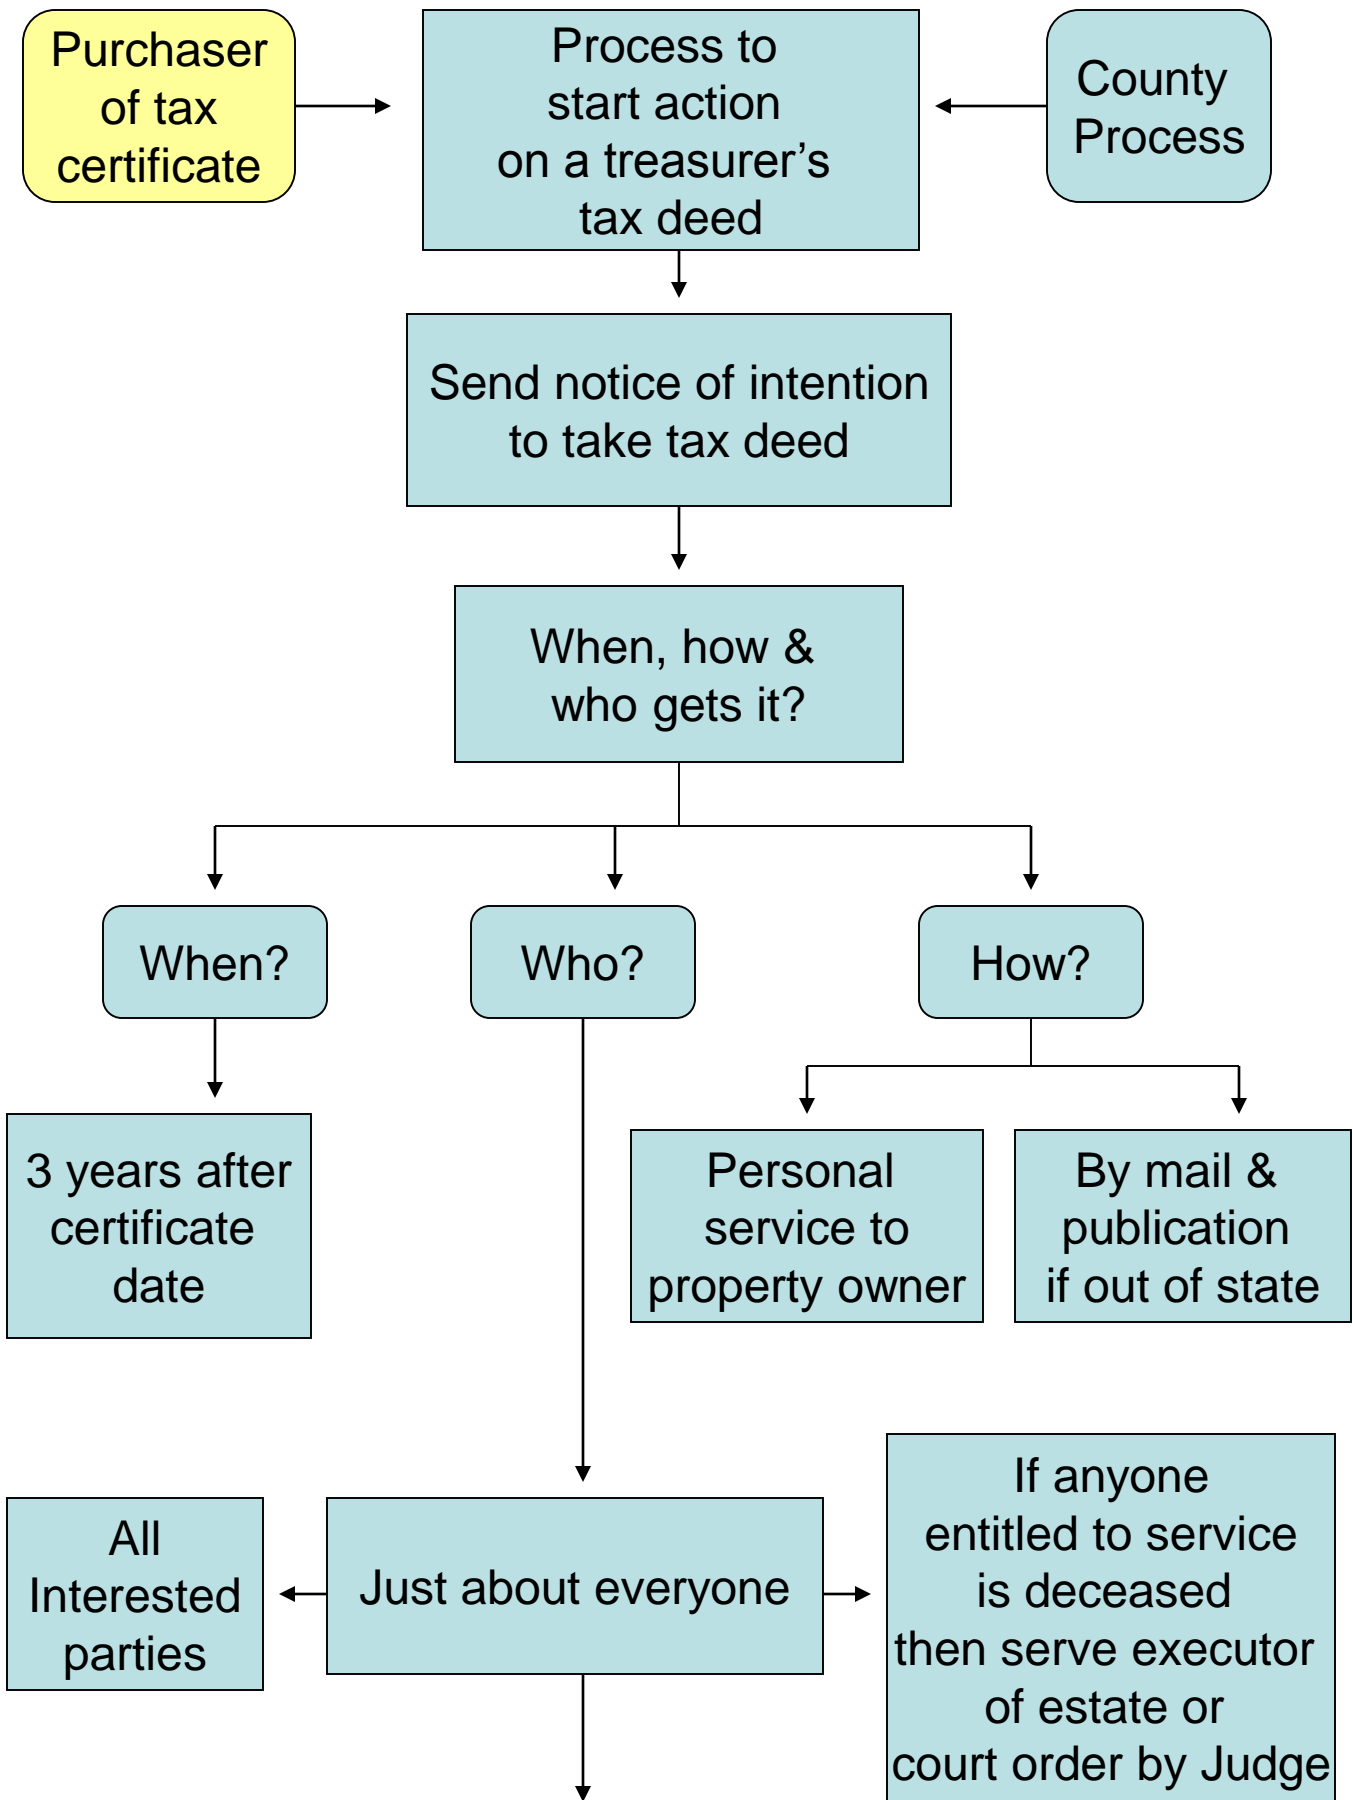 Purchaser
of tax
certificate
Process to
start action
on a treasurer’s
tax deed
County
Process
Send notice of intention
to take tax deed
When, how &
who gets it?
When?
Who?
How?
3 years after
certificate
date
Personal
service to
property owner
By mail &
publication
if out of state
All
Interested
parties
Just about everyone
If anyone
entitled to service
is deceased
then serve executor
of estate or
court order by Judge